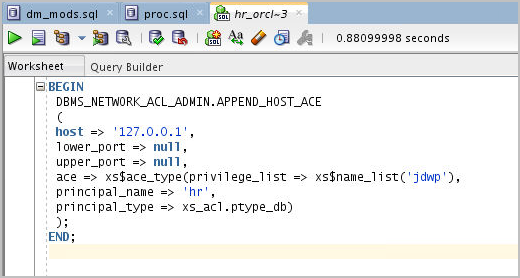 dm_mods.sql proc.sql hr_orcl~3
0.88099998 seconds
Worksheet Query Builder
BEGIN
DBMS_NETWORK_ACL_ADMIN.APPEND_HOST_ACE
(
host => '127.0.0.1',
lower_port => null,
upper_port => null,
ace => xs$ace_type(privilege_list => xs$name_list('jdwp'),
principal_name => 'hr',
principal_type => xs_acl.ptype_db)
);
END;